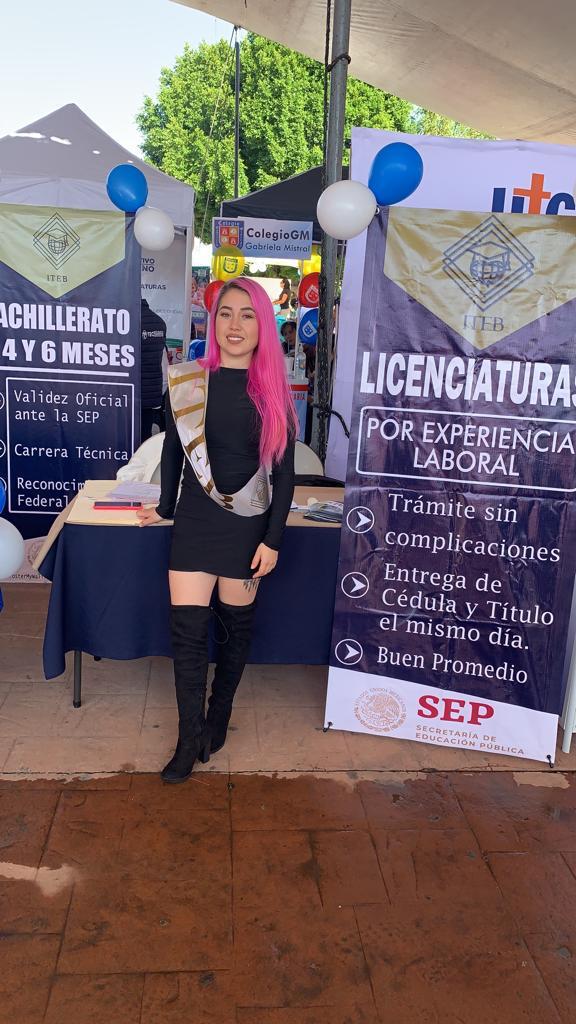 ITEB
ACHILLERATO
4 Y 6 MESES
Validez Oficial
ante la SEP
Carrera Técnica
Reconocim
Federal
ColegioGM
Gabriela Mistral
ITEB
LICENCIATURAS
POR EXPERIENCIA
LABORAL
Trámite sin
complicaciones
Entrega de
Cédula y Título
el mismo día.
Buen Promedio
SEP
SECRETARÍA DE
EDUCACIÓN PÚBLICA